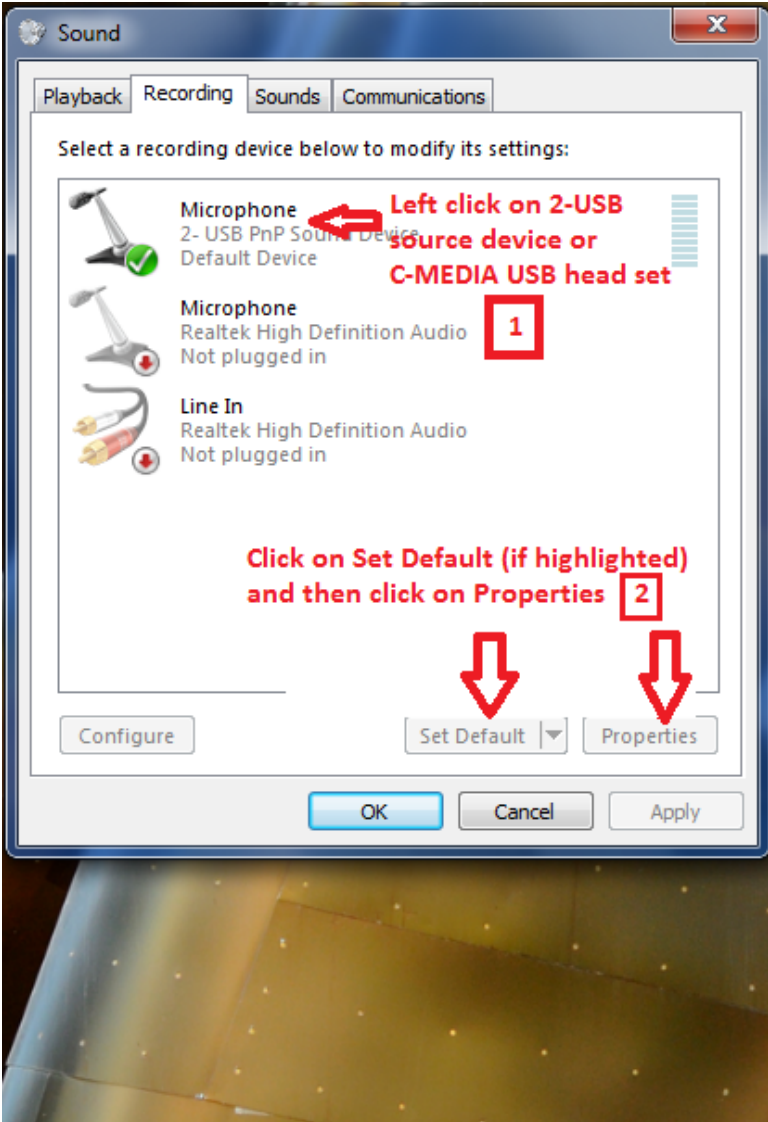 Sound
Playback Recording Sounds Communications
Select a recording device below to modify its settings:
Microphone
2- USB PnP Sound Device
Default Device
Left click on 2-USB
source device or
C-MEDIA USB head set
1
Microphone
Realtek High Definition Audio
Not plugged in
Line In
Realtek High Definition Audio
Not plugged in
Click on Set Default (if highlighted)
and then click on Properties 2
Configure Set Default Properties
OK Cancel Apply